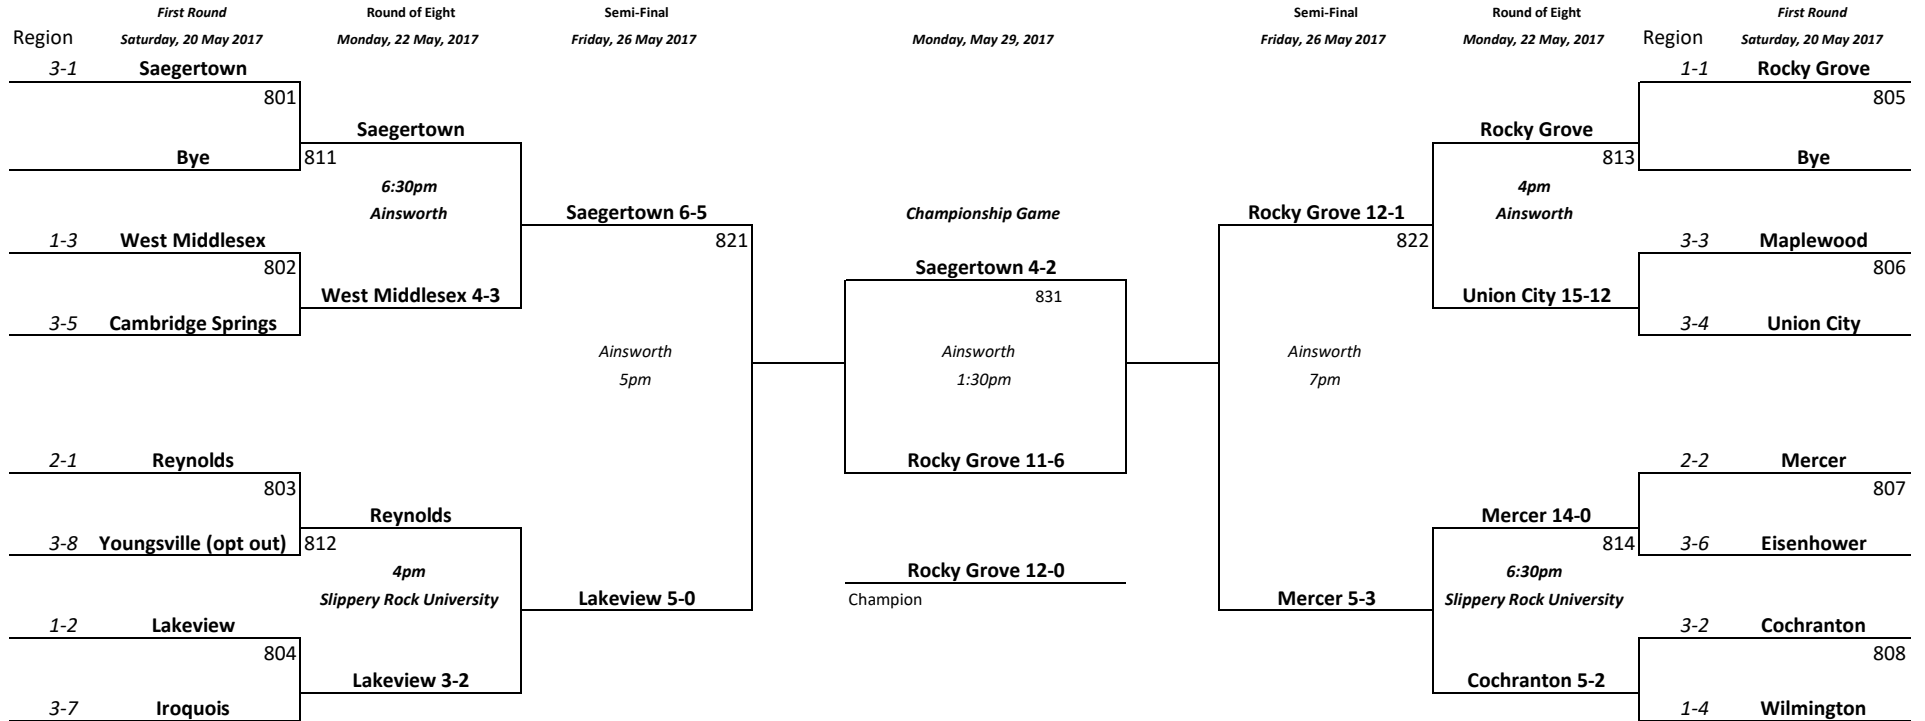 First Round Round of Eight Semi-Final Semi-Final Round of Eight First Round
Region Saturday, 20 May 2017 Monday, 22 May, 2017 Friday, 26 May 2017 Monday, May 29, 2017 Friday, 26 May 2017 Monday, 22 May, 2017 Region Saturday, 20 May 2017
3-1 Saegertown 1-1 Rocky Grove
801 805
Saegertown Rocky Grove
Bye 811 813 Bye
6:30pm 4pm
Ainsworth Saegertown 6-5 Championship Game Rocky Grove 12-1 Ainsworth
1-3 West Middlesex 821 822 3-3 Maplewood
802 Saegertown 4-2 806
West Middlesex 4-3 831 Union City 15-12
3-5 Cambridge Springs 3-4 Union City
Ainsworth Ainsworth Ainsworth
5pm 1:30pm 7pm
2-1 Reynolds Rocky Grove 11-6 2-2 Mercer
803 807
Reynolds Mercer 14-0
3-8 Youngsville (opt out) 812 814 3-6 Eisenhower
4pm Rocky Grove 12-0 6:30pm
Slippery Rock University Lakeview 5-0 Champion Mercer 5-3 Slippery Rock University
1-2 Lakeview 3-2 Cochranton
804 808
Lakeview 3-2 Cochranton 5-2
3-7 Iroquois 1-4 Wilmington